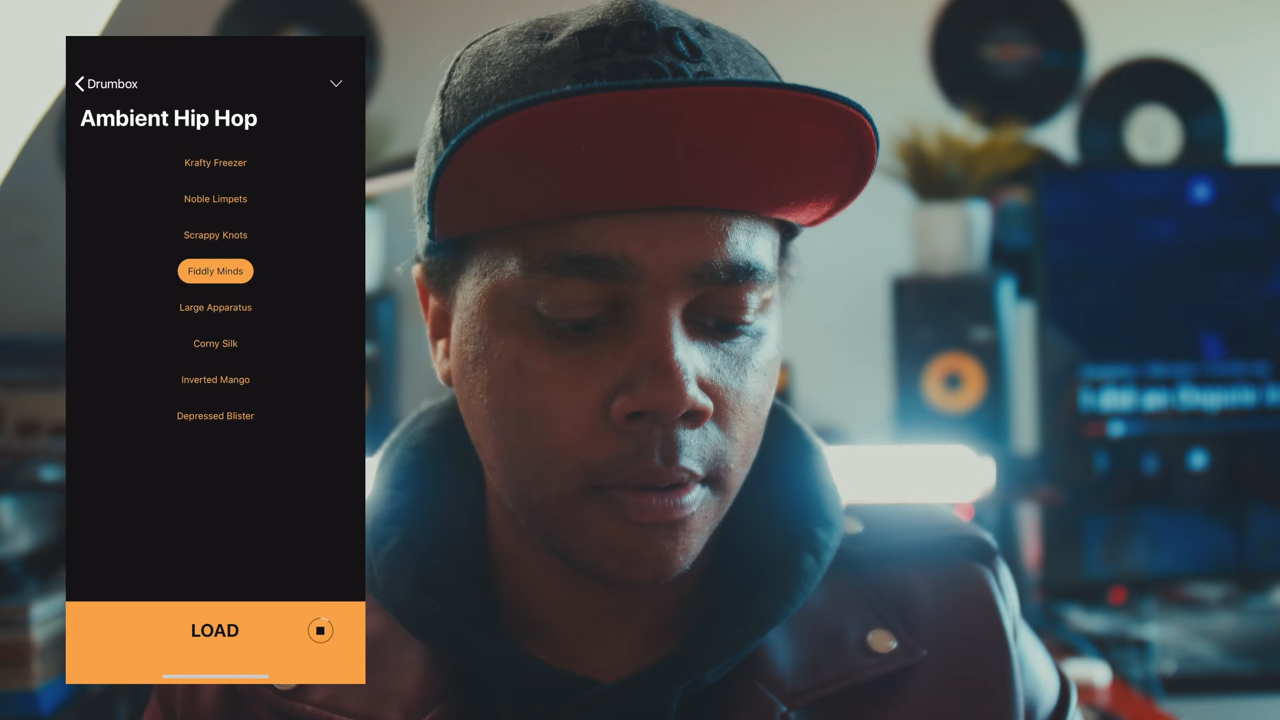 Drumbox
Ambient Hip Hop
Krafty Freezer
Noble Limpets
Scrappy Knots
Fiddly Minds
Large Apparatus
Corny Silk
Inverted Mango
Depressed Blister
LOAD